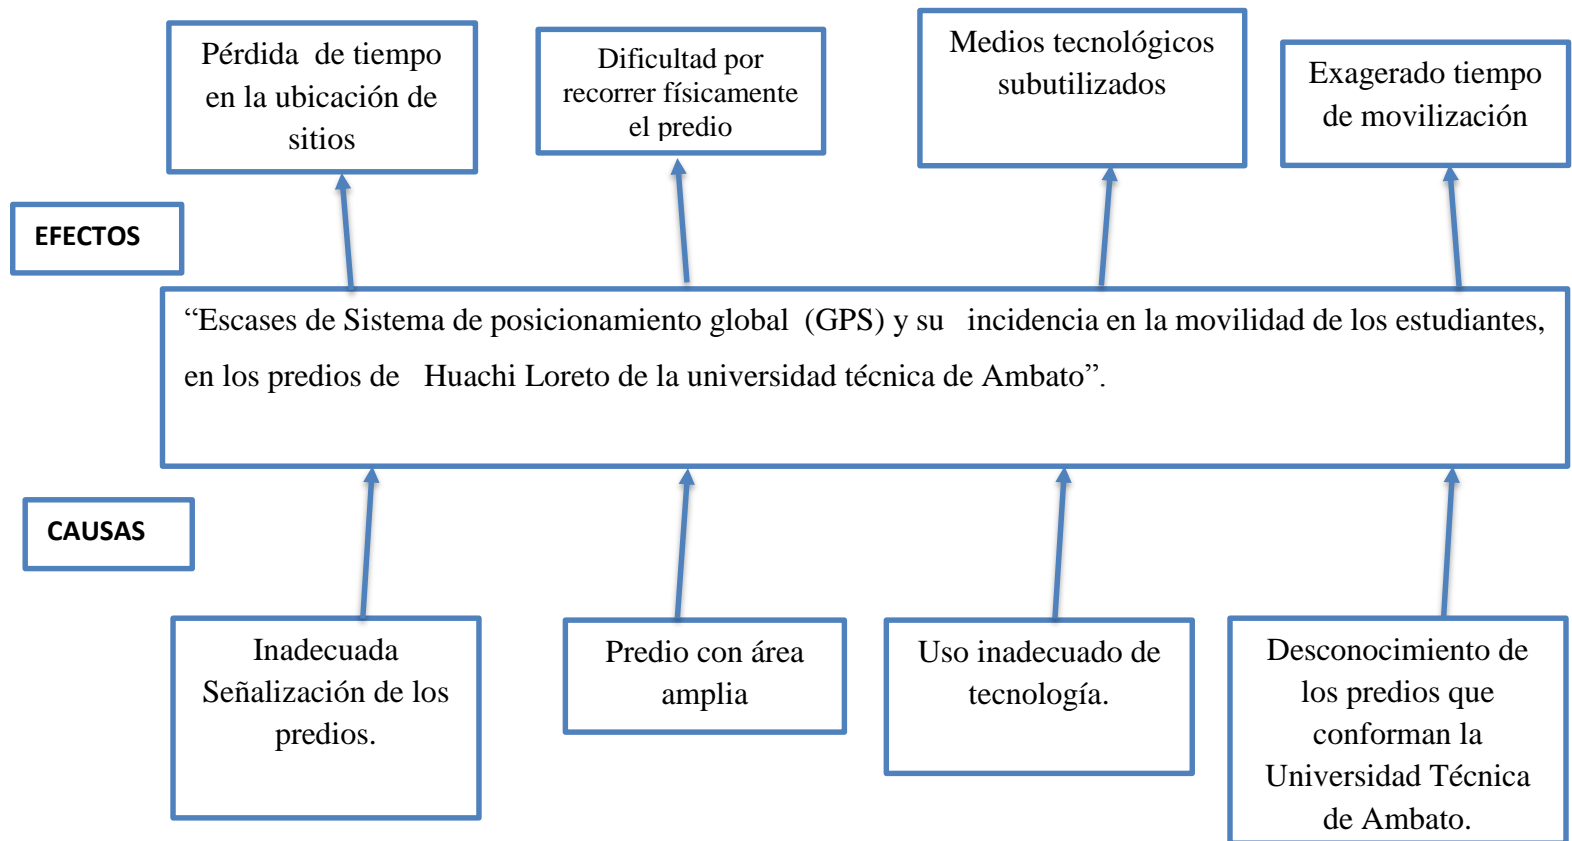 Pérdida de tiempo
en la ubicación de
sitios
Dificultad por
recorrer físicamente
el predio
Medios tecnológicos
subutilizados
Exagerado tiempo
de movilización
EFECTOS
“Escases de Sistema de posicionamiento global (GPS) y su incidencia en la movilidad de los estudiantes,
en los predios de Huachi Loreto de la universidad técnica de Ambato”.
CAUSAS
Inadecuada
Señalización de los
predios.
Predio con área
amplia
Uso inadecuado de
tecnología.
Desconocimiento de
los predios que
conforman la
Universidad Técnica
de Ambato.